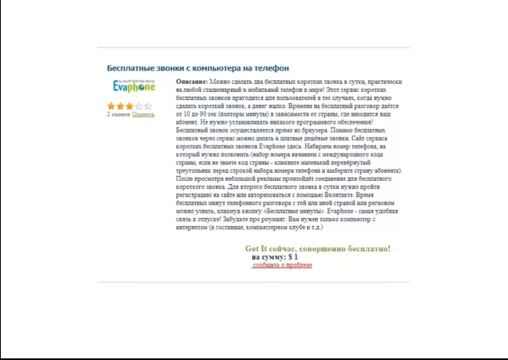 Бесплатные звонки с компьютера на телефон
Evaphone
2 оценок Оценить
Описание: Можно сделать два бесплатных коротких звонка в сутки, практически
на любой стационарный и мобильный телефон в мире! Этот сервис коротких
бесплатных звонков пригодится для пользователей в тех случаях, когда нужно
сделать короткий звонок, а денег жалко. Времени на бесплатный разговор даётся
от 10 до 90 сек (полторы минуты) в зависимости от страны, где находится ваш
абонент. Не нужно устанавливать никакого программного обеспечения!
Бесплатный звонок осуществляется прямо из браузера. Помимо бесплатных
звонков через сервис можно делать и платные дешёвые звонки. Сайт сервиса
коротких бесплатных звонков Evaphone здесь. Набираем номер телефона, на
который нужно позвонить (набор номера начинаем с международного кода
страны, если не знаете код страны - кликните маленький перевёрнутый
треугольник перед строкой набора номера телефона и выберите страну абонента).
После просмотра небольшой рекламы произойдёт соединение для бесплатного
короткого звонка. Для второго бесплатного звонка в сутки нужно пройти
регистрацию на сайте или авторизоваться с помощью Вконтакте. Время
бесплатных минут телефонного разговора с той или иной страной или регионом
можно узнать, кликнув кнопку «Бесплатные минуты». Evaphone - самая удобная
связь в отпуске! Забудьте про роуминг. Вам нужен только компьютер с
интернетом (в гостинице, компьютерном клубе и т.д.)
Get It сейчас, совершенно бесплатно!
на сумму: $ 1
сообщить о проблеме